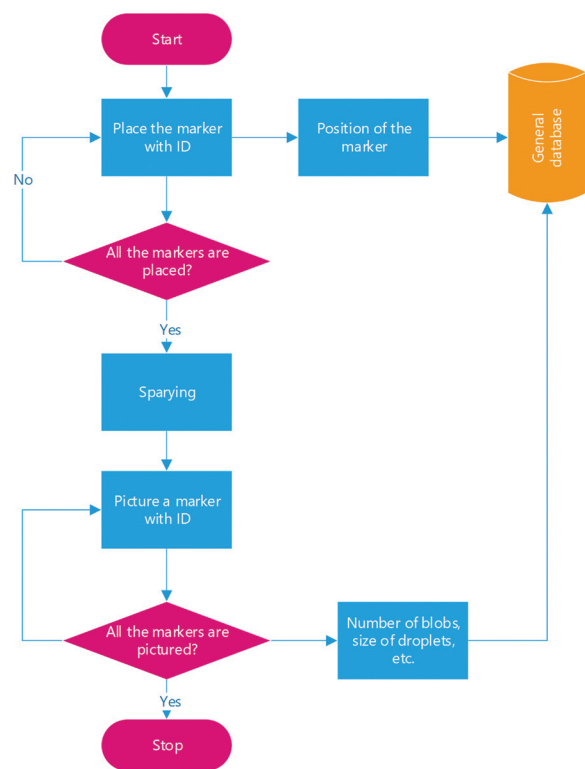 Start
Place the marker
with ID
Position of the
marker
General
database
No
All the markers are
placed?
Yes
Sparying
Picture a marker
with ID
All the markers are
pictured?
Number of blobs,
size of droplets,
etc.
Yes
Stop